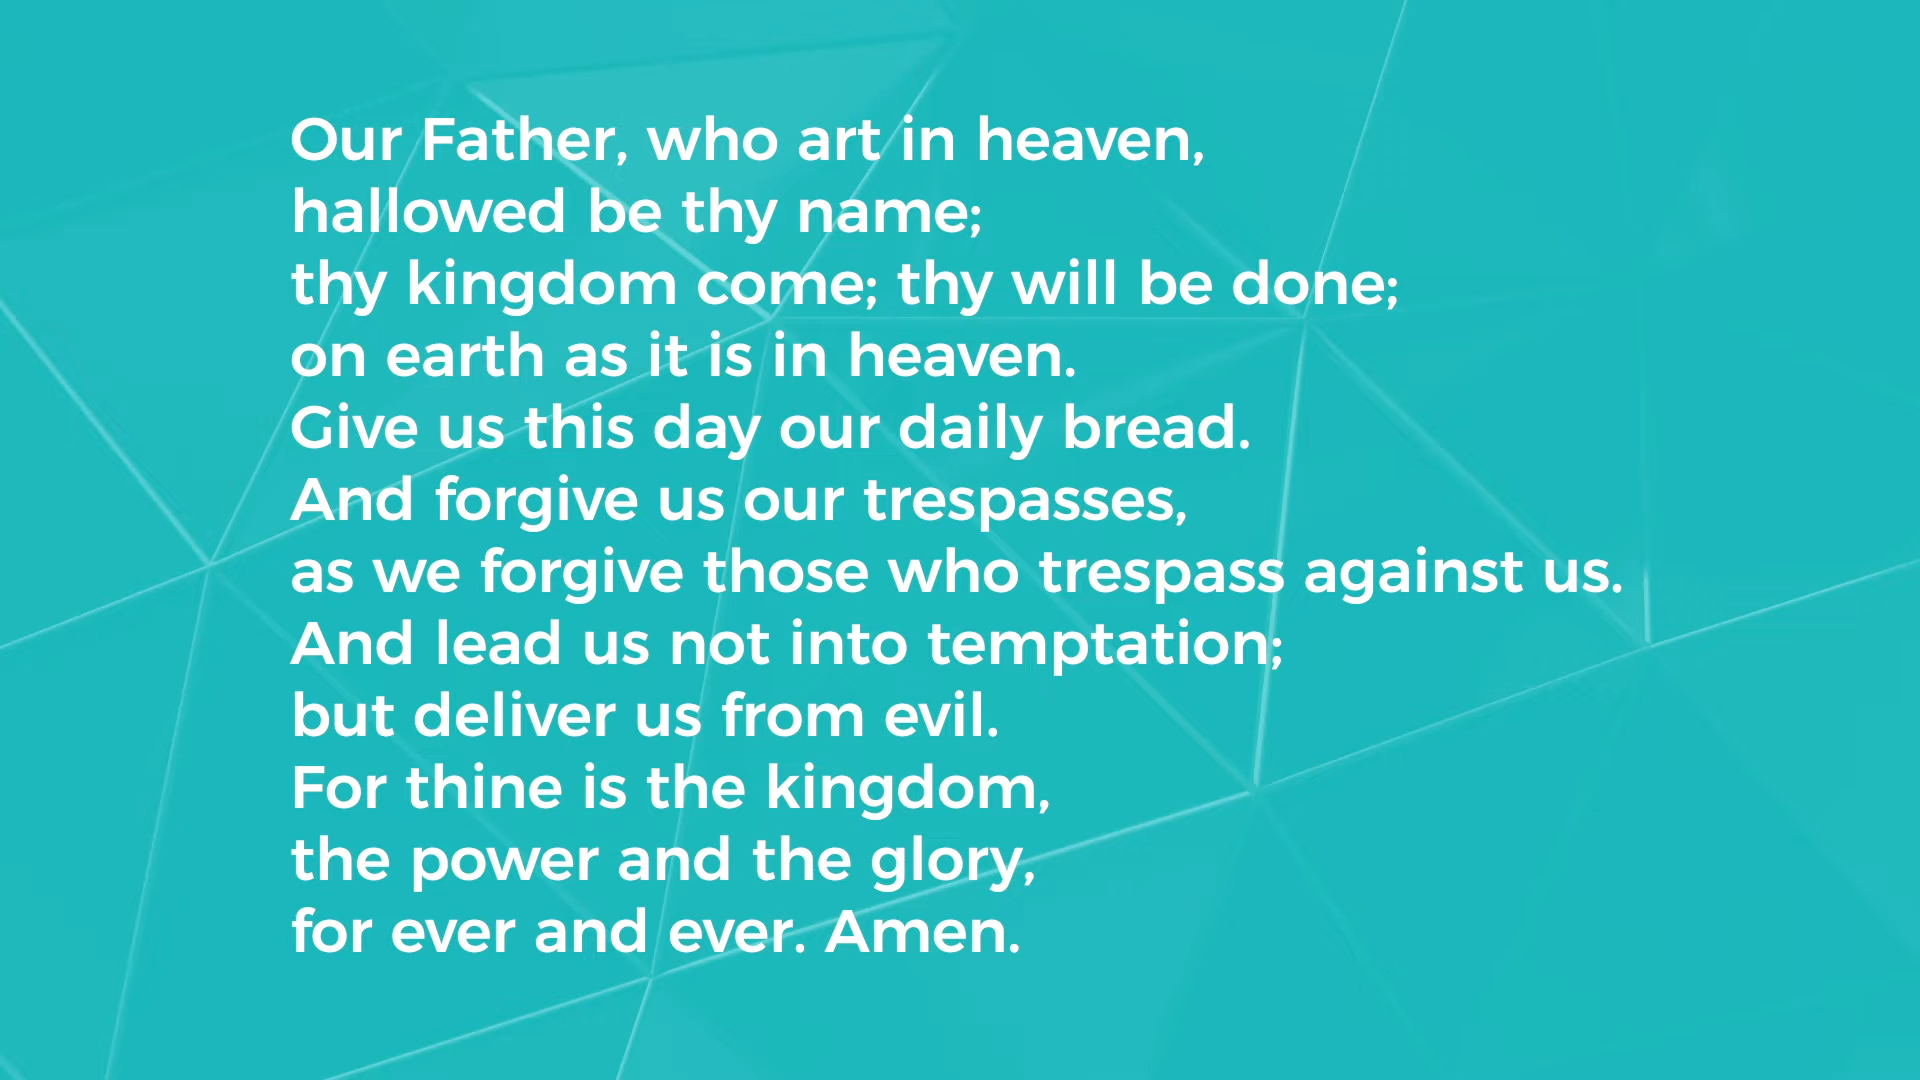 Our Father, who art in heaven,
hallowed be thy name;
thy kingdom come; thy will be done;
on earth as it is in heaven.
Give us this day our daily bread.
And forgive us our trespasses,
as we forgive those who trespass against us.
And lead us not into temptation;
but deliver us from evil.
For thine is the kingdom,
the power and the glory,
for ever and ever. Amen.